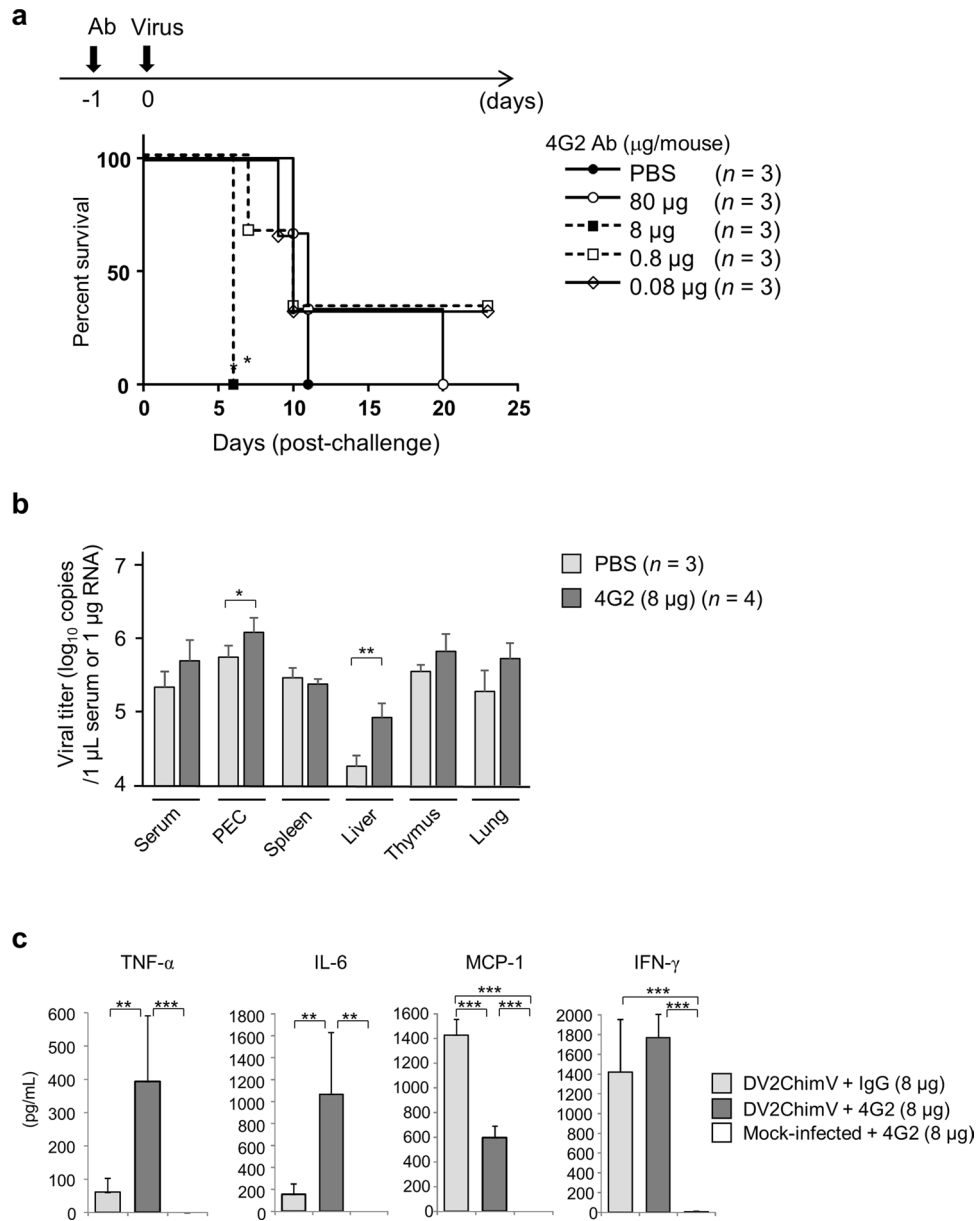 a
Ab Virus
-1 0 (days)
4G2 Ab (μg/mouse)
PBS (n = 3)
80 μg (n = 3)
8 μg (n = 3)
0.8 μg (n = 3)
0.08 μg (n = 3)
Percent survival
100
50
0
* *
0 5 10 15 20 25
Days (post-challenge)
b
Viral titer (log10 copies
/1 μL serum or 1 μg RNA)
7
6
5
4
* **
Serum PEC Spleen Liver Thymus Lung
PBS (n = 3)
4G2 (8 μg) (n = 4)
c
TNF-α IL-6 MCP-1 IFN-γ
(pg/mL)
** ***
600
500
400
300
200
100
0
** **
1800
1600
1400
1200
1000
800
600
400
200
0
***
*** ***
1600
1400
1200
1000
800
600
400
200
0
***
***
2000
1800
1600
1400
1200
1000
800
600
400
200
0
DV2ChimV + IgG (8 μg)
DV2ChimV + 4G2 (8 μg)
Mock-infected + 4G2 (8 μg)